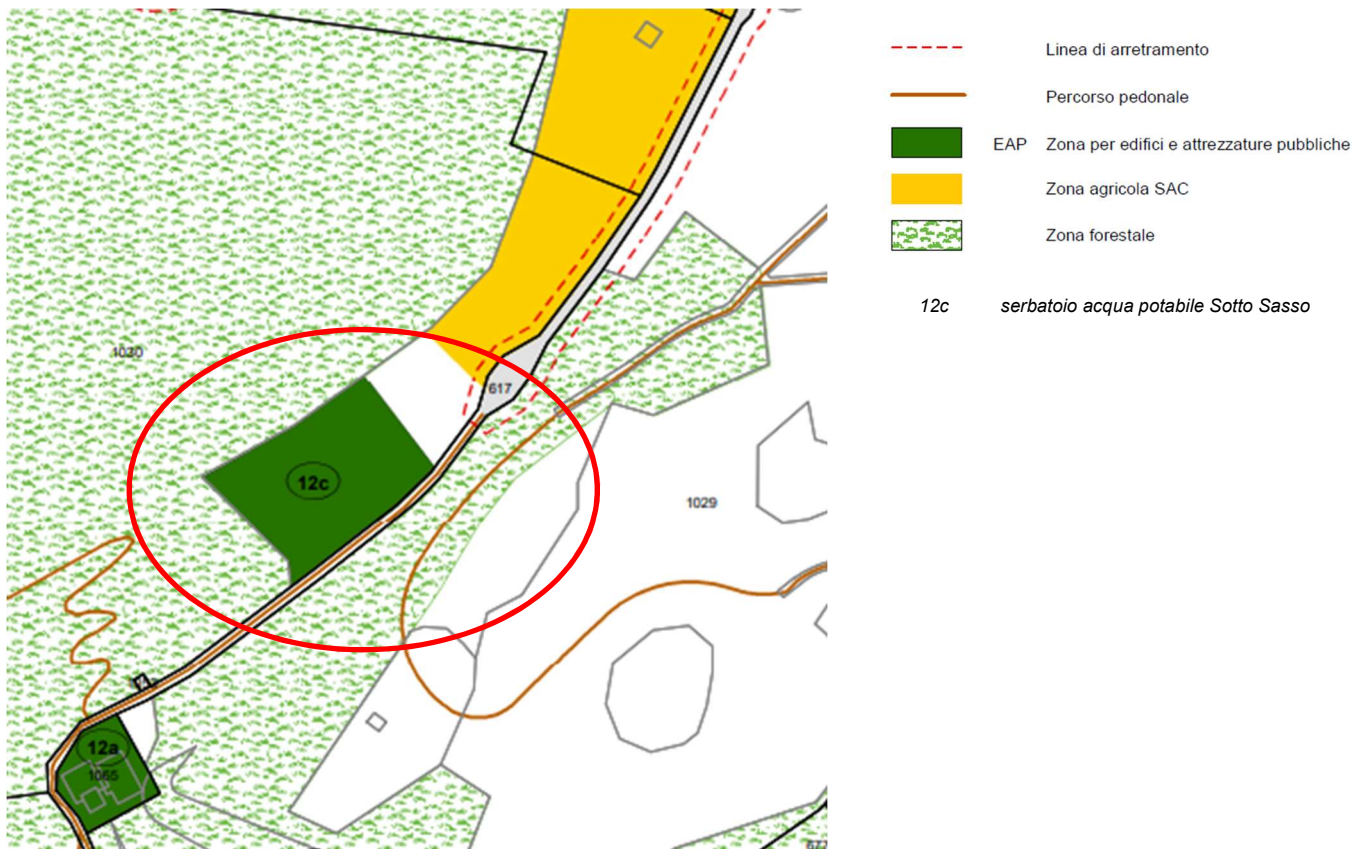 Linea di arretramento
Percorso pedonale
EAP Zona per edifici e attrezzature pubbliche
Zona agricola SAC
Zona forestale
12c serbatoio acqua potabile Sotto Sasso
1030
617
12c
1029
12a
1065
677